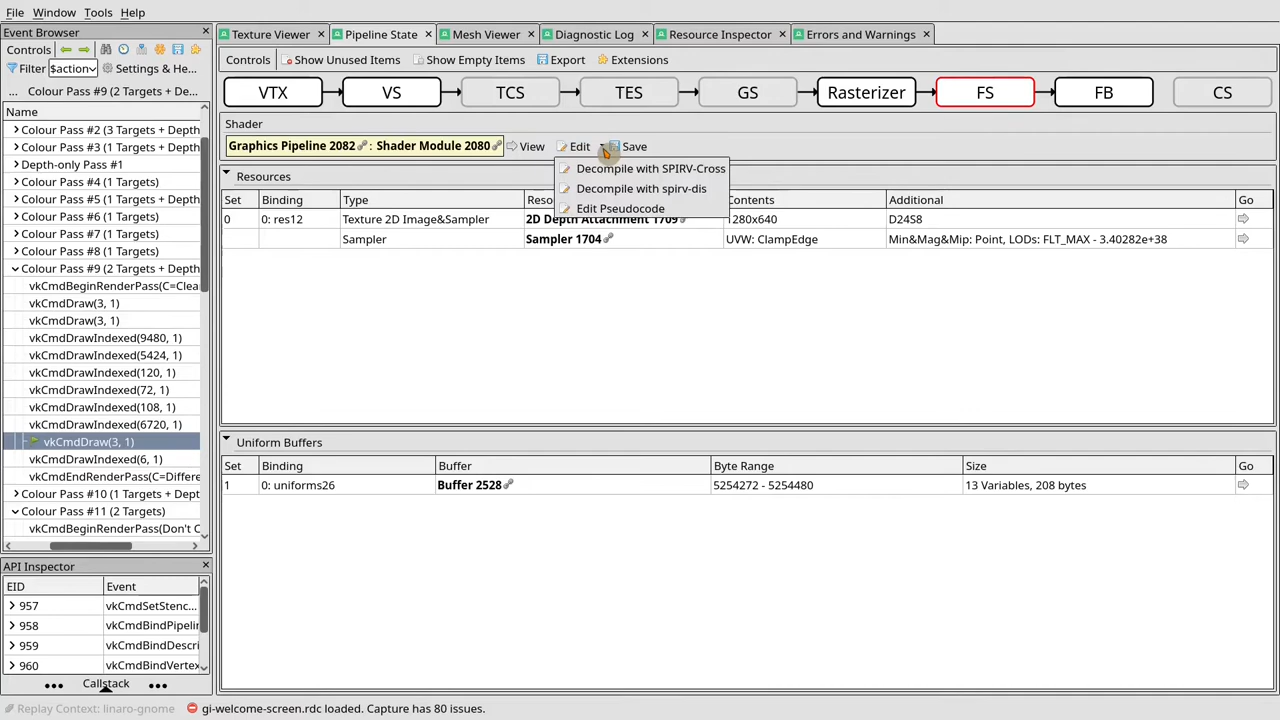 File Window Tools Help
Event Browser
Controls
Filter $action Settings & He...
... Colour Pass #9 (2 Targets + De...
Name
Colour Pass #2 (3 Targets + Depth
Colour Pass #3 (1 Targets + Depth
Depth-only Pass #1
Colour Pass #4 (1 Targets)
Colour Pass #5 (1 Targets)
Colour Pass #6 (1 Targets)
Colour Pass #7 (1 Targets)
Colour Pass #8 (1 Targets)
Colour Pass #9 (2 Targets + Depth
vkCmdBeginRenderPass(C=Clea
vkCmdDraw(3, 1)
vkCmdDraw(3, 1)
vkCmdDrawIndexed(9480, 1)
vkCmdDrawIndexed(5424, 1)
vkCmdDrawIndexed(120, 1)
vkCmdDrawIndexed(72, 1)
vkCmdDrawIndexed(108, 1)
vkCmdDrawIndexed(6720, 1)
vkCmdDraw(3, 1)
vkCmdDrawIndexed(6, 1)
vkCmdEndRenderPass(C=Differe
Colour Pass #10 (1 Targets + Dept
Colour Pass #11 (2 Targets)
vkCmdBeginRenderPass(Don't C
API Inspector
EID Event
957 vkCmdSetStenc...
958 vkCmdBindPipelin
959 vkCmdBindDescri
960 vkCmdBindVertex
Callstack
Texture Viewer Pipeline State Mesh Viewer Diagnostic Log Resource Inspector Errors and Warnings
Controls Show Unused Items Show Empty Items Export Extensions
VTX VS TCS TES GS Rasterizer FS FB CS
Shader
Graphics Pipeline 2082 : Shader Module 2080 View Edit Save
Decompile with SPIRV-Cross
Decompile with spirv-dis
Edit Pseudocode
Resources
Set Binding Type Reso Contents Additional
0 0: res12 Texture 2D Image&Sampler 2D Depth Attachment 1709 1280x640 D24S8
Sampler Sampler 1704 UVW: ClampEdge Min&Mag&Mip: Point, LODs: FLT_MAX - 3.40282e+38
Uniform Buffers
Set Binding Buffer Byte Range Size Go
1 0: uniforms26 Buffer 2528 5254272 - 5254480 13 Variables, 208 bytes
Replay Context: linaro-gnome gi-welcome-screen.rdc loaded. Capture has 80 issues.